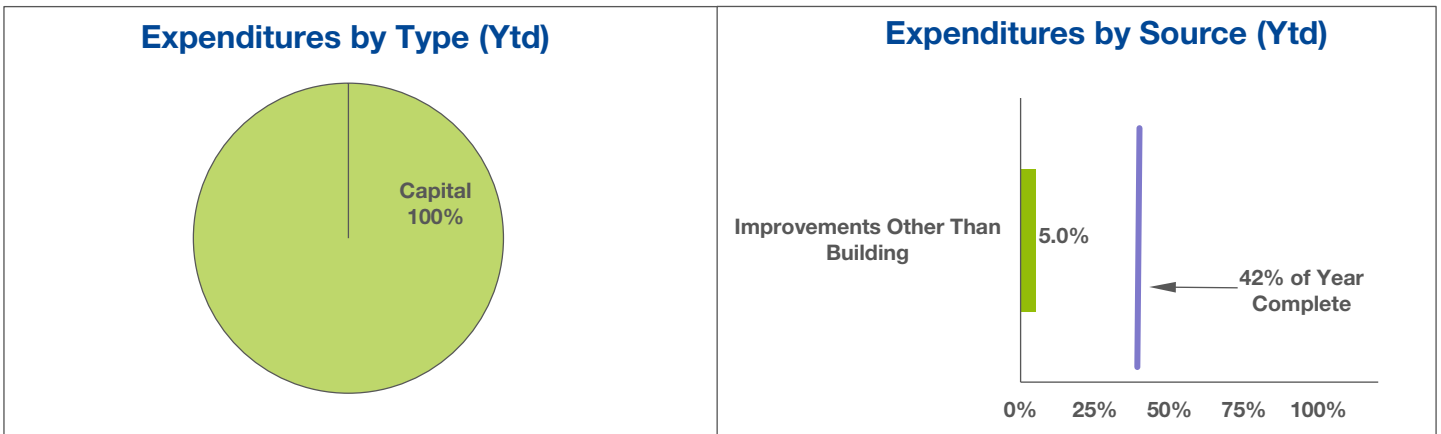 Expenditures by Type (Ytd)
Capital
100%
Expenditures by Source (Ytd)
Improvements Other Than
Building
5.0%
42% of Year
Complete
0% 25% 50% 75% 100%